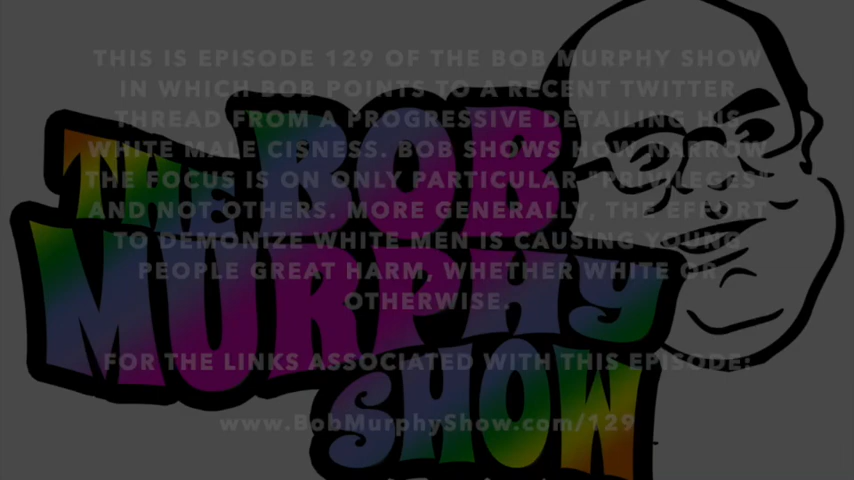 THIS IS EPISODE 129 OF THE BOB MURPHY SHOW
IN WHICH BOB POINTS TO A RECENT TWITTER
THREAD FROM A PROGRESSIVE DETAILING HIS
WHITE MALE CISNESS. BOB SHOWS HOW NARROW
THE FOCUS IS ON ONLY PARTICULAR "PRIVILEGES"
AND NOT OTHERS. MORE GENERALLY, THE EFFORT
TO DEMONIZE WHITE MEN IS CAUSING YOUNG
PEOPLE GREAT HARM, WHETHER WHITE OR
OTHERWISE.
FOR THE LINKS ASSOCIATED WITH THIS EPISODE:
www.BobMurphyShow.com/129
THE BOB
MURPHY
SHOW